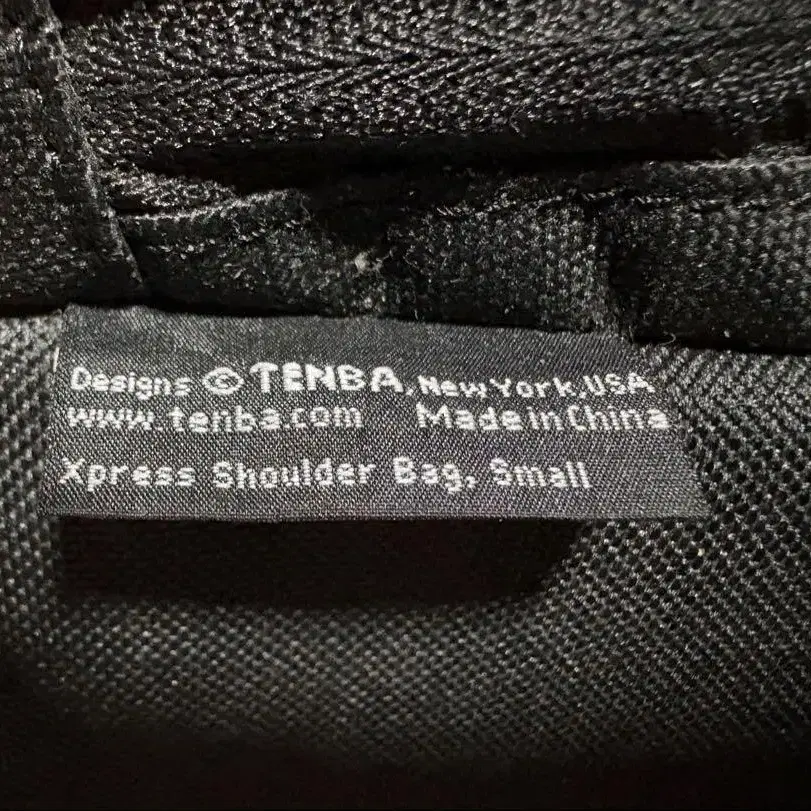 Designs © TENBA, New York, USA
www.tenba.com Made in China
Xpress Shoulder Bag, Small